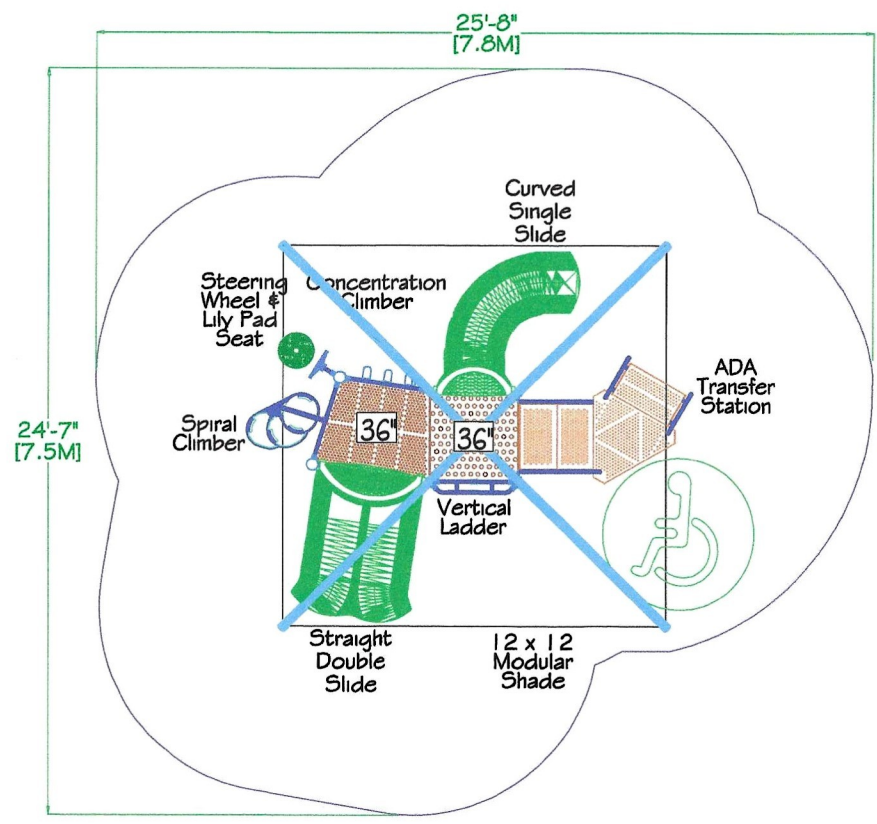 25'-8"
[7.8M]
Curved
Single
Slide
Steering
Wheel &
Lily Pad
Seat
Concentration
Climber
ADA
Transfer
Station
24'-7"
[7.5M]
Spiral
Climber
36"
36"
Vertical
Ladder
Straight
Double
Slide
12 x 12
Modular
Shade